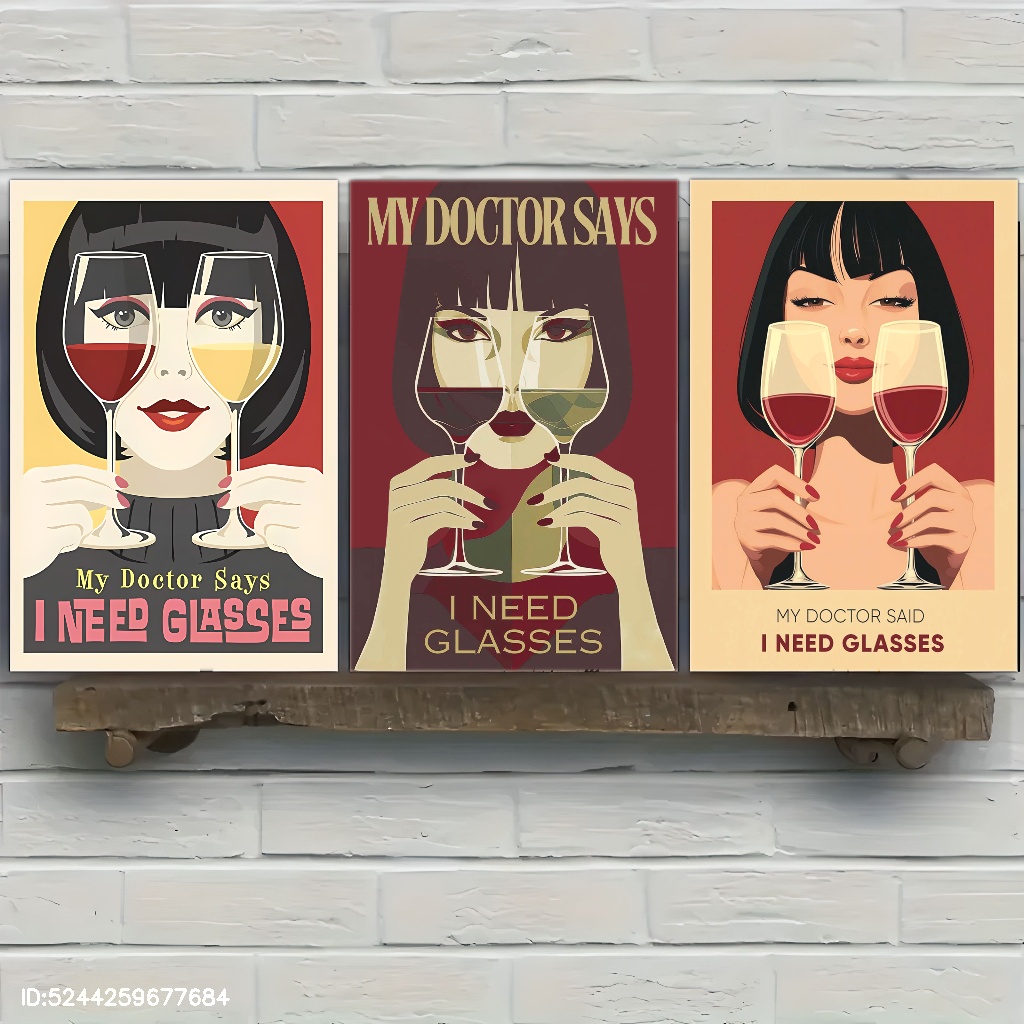 My Doctor Says
I NEED GLASSES
MY DOCTOR SAYS
I NEED
GLASSES
MY DOCTOR SAID
I NEED GLASSES
ID:5244259677684